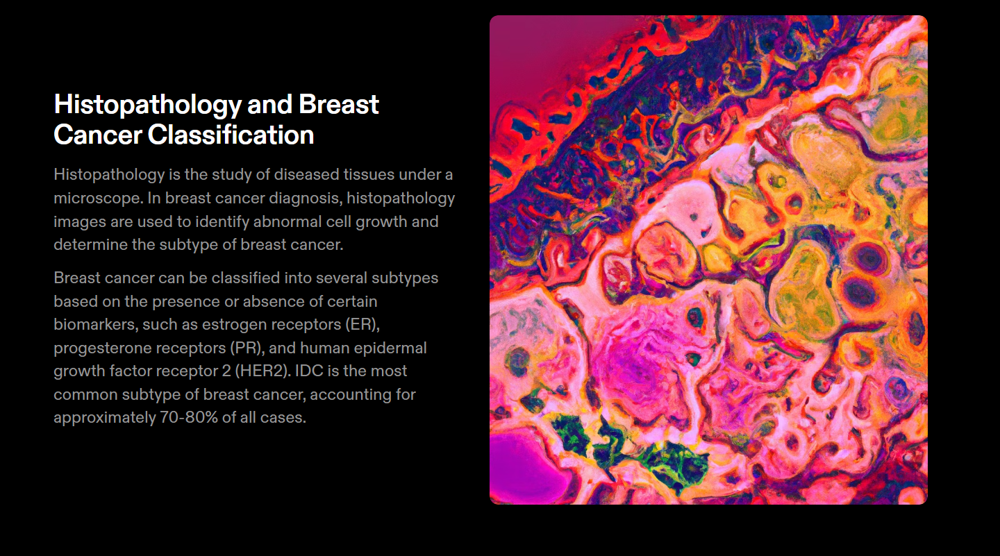 Histopathology and Breast
Cancer Classification
Histopathology is the study of diseased tissues under a
microscope. In breast cancer diagnosis, histopathology
images are used to identify abnormal cell growth and
determine the subtype of breast cancer.
Breast cancer can be classified into several subtypes
based on the presence or absence of certain
biomarkers, such as estrogen receptors (ER),
progesterone receptors (PR), and human epidermal
growth factor receptor 2 (HER2). IDC is the most
common subtype of breast cancer, accounting for
approximately 70-80% of all cases.